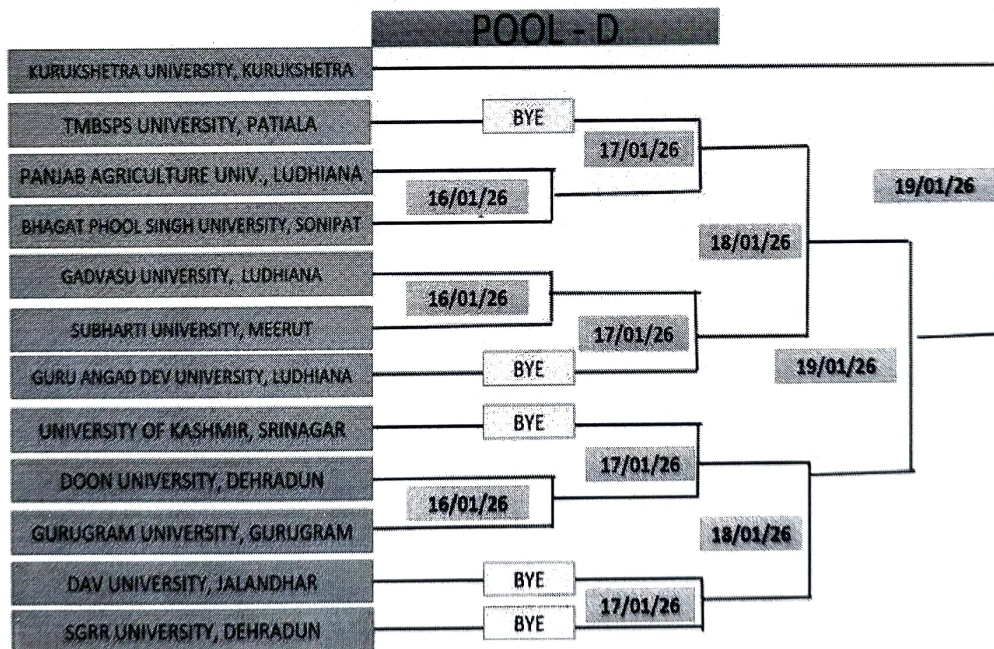 POOL - D
KURUKSHETRA UNIVERSITY, KURUKSHETRA
TMBSPS UNIVERSITY, PATIALA
BYE
17/01/26
PANJAB AGRICULTURE UNIV., LUDHIANA
16/01/26
19/01/26
BHAGAT PHOOL SINGH UNIVERSITY, SONIPAT
18/01/26
GADVASU UNIVERSITY, LUDHIANA
16/01/26
SUBHARTI UNIVERSITY, MEERUT
17/01/26
GURU ANGAD DEV UNIVERSITY, LUDHIANA
BYE
19/01/26
UNIVERSITY OF KASHMIR, SRINAGAR
BYE
17/01/26
DOON UNIVERSITY, DEHRADUN
16/01/26
GURUGRAM UNIVERSITY, GURUGRAM
18/01/26
DAV UNIVERSITY, JALANDHAR
BYE
17/01/26
SGRR UNIVERSITY, DEHRADUN
BYE